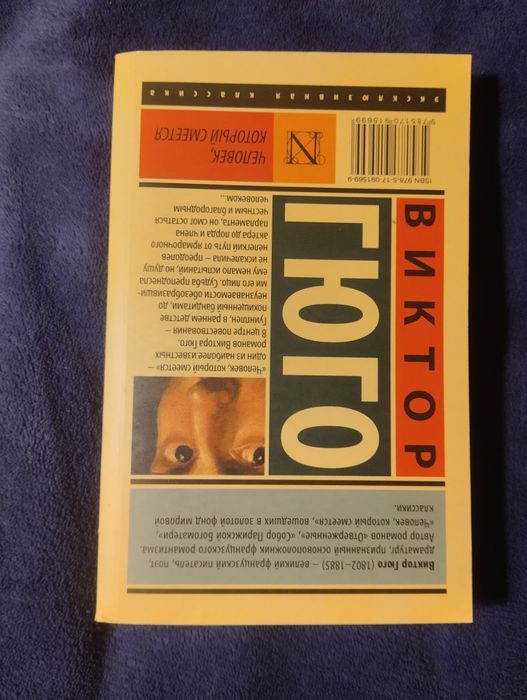 Виктор Гюго (1802–1885) – великий французский писатель, поэт,
драматург, признанный основоположник французского романтизма.
Автор романов «Отверженные», «Собор Парижской Богоматери»,
«Человек, который смеется», вошедших в золотой фонд мировой
классики.
ВИКТОР
ГЮГО
«Человек, который смеется» –
один из наиболее известных
романов Виктора Гюго.
В центре повествования –
Гуинплен, в раннем детстве
похищенный бандитами, до
неузнаваемости обезобразивши-
ми его лицо. Судьба преподнесла
ему немало испытаний, но душу
не искалечила – преодолев
нелегкий путь от ярмарочного
актера до лорда и члена
парламента, он смог остаться
честным и благородным
человеком...
ISBN 978-5-17-091569-9
9 785170 915699
N
ЧЕЛОВЕК,
КОТОРЫЙ СМЕЕТСЯ
ЭКСКЛЮЗИВНАЯ КЛАССИКА